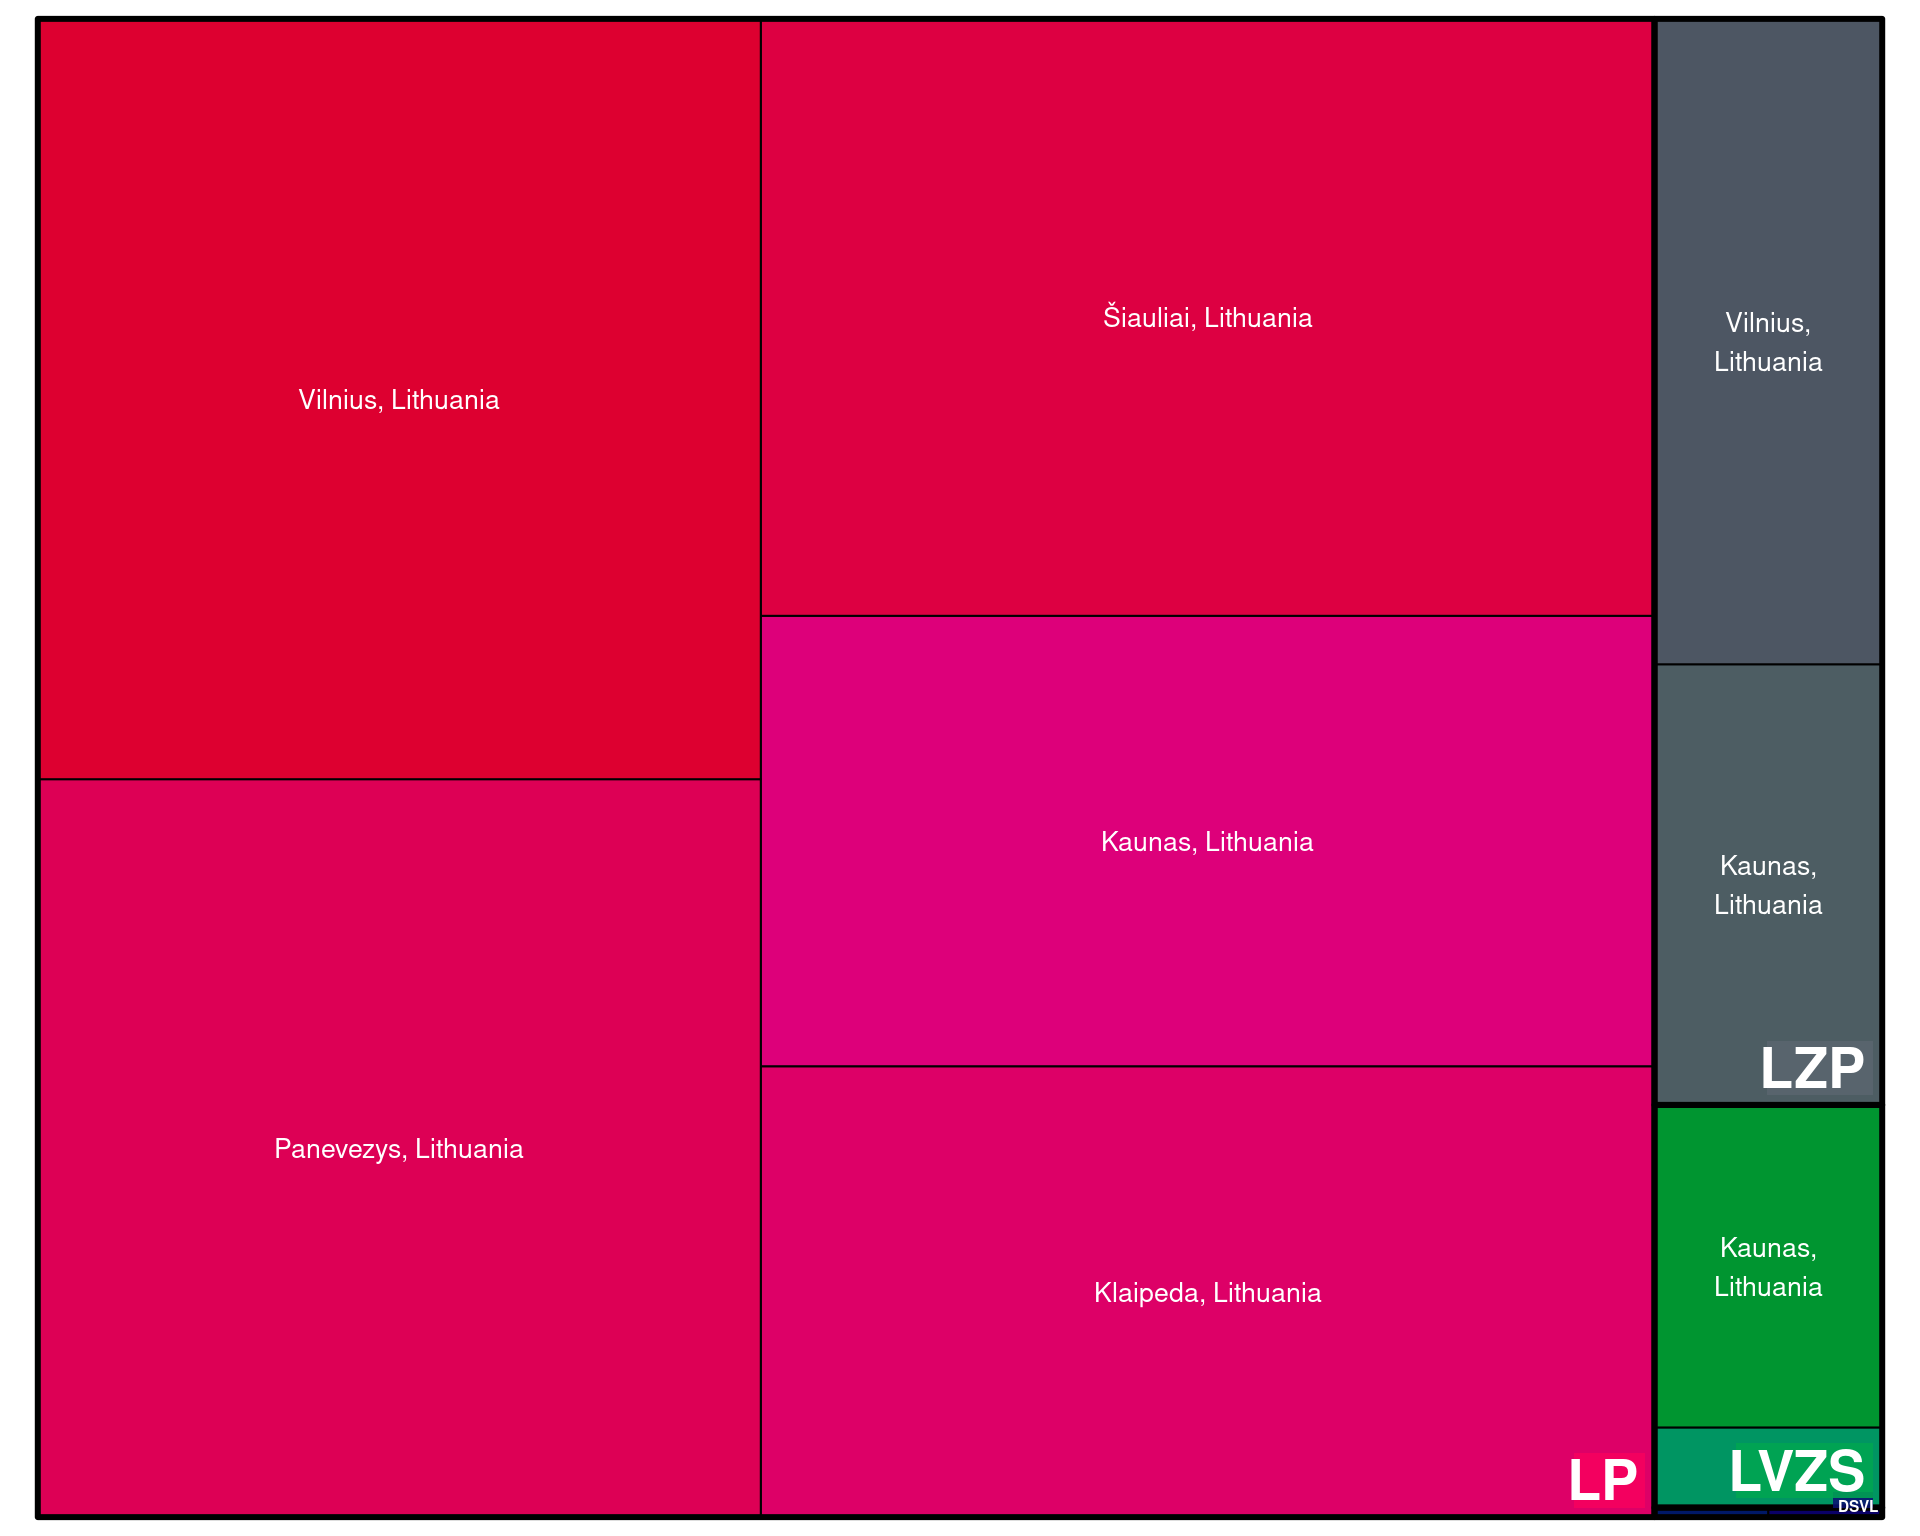 Vilnius, Lithuania
Panevezys, Lithuania
Šiauliai, Lithuania
Kaunas, Lithuania
Klaipeda, Lithuania
LP
Vilnius,
Lithuania
Kaunas,
Lithuania
LZP
Kaunas,
Lithuania
LVZS
DSVL